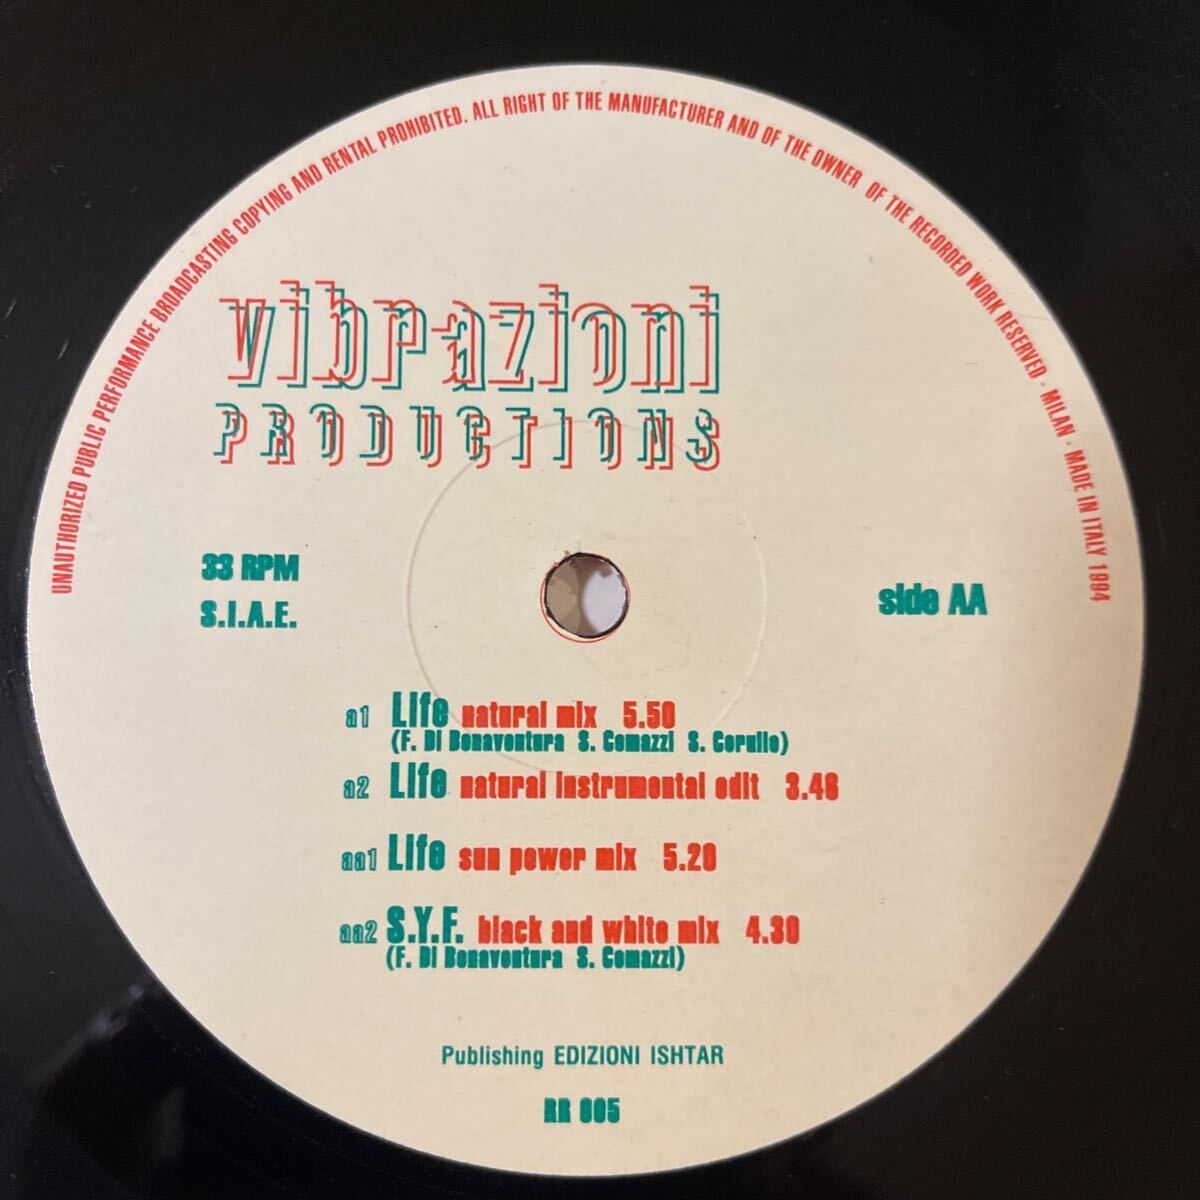 UNAUTHORIZED PUBLIC PERFORMANCE BROADCASTING COPYING AND RENTAL PROHIBITED. ALL RIGHT OF THE MANUFACTURER AND OF THE OWNER OF THE RECORDED WORK RESERVED · MILAN · MADE IN ITALY 1994
vibrazioni
PRODUCTIONS
33 RPM
S.I.A.E.
side AA
a1 Life natural mix 5.50
(F. Di Bonaventura S. Comazzi S. Corullo)
a2 Life natural instrumental edit 3.46
aa1 Life sun power mix 5.20
aa2 S.Y.F. black and white mix 4.30
(F. Di Bonaventura S. Comazzi)
Publishing EDIZIONI ISHTAR
RR 005